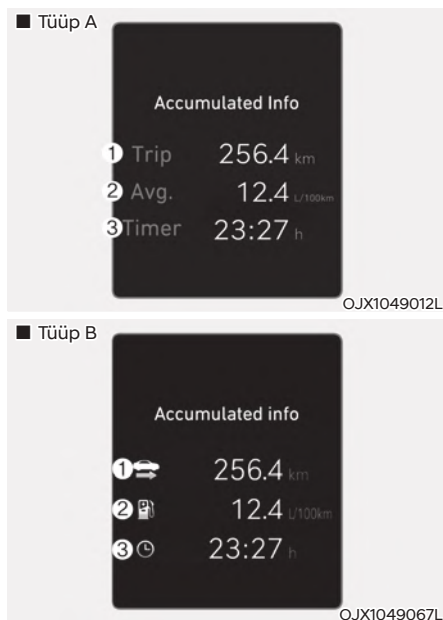 ■ Tüüp A
Accumulated Info
1 Trip 256.4 km
2 Avg. 12.4 L/100km
3 Timer 23:27 h
OJX1049012L
■ Tüüp B
Accumulated info
1 256.4 km
2 12.4 L/100km
3 23:27 h
OJX1049067L